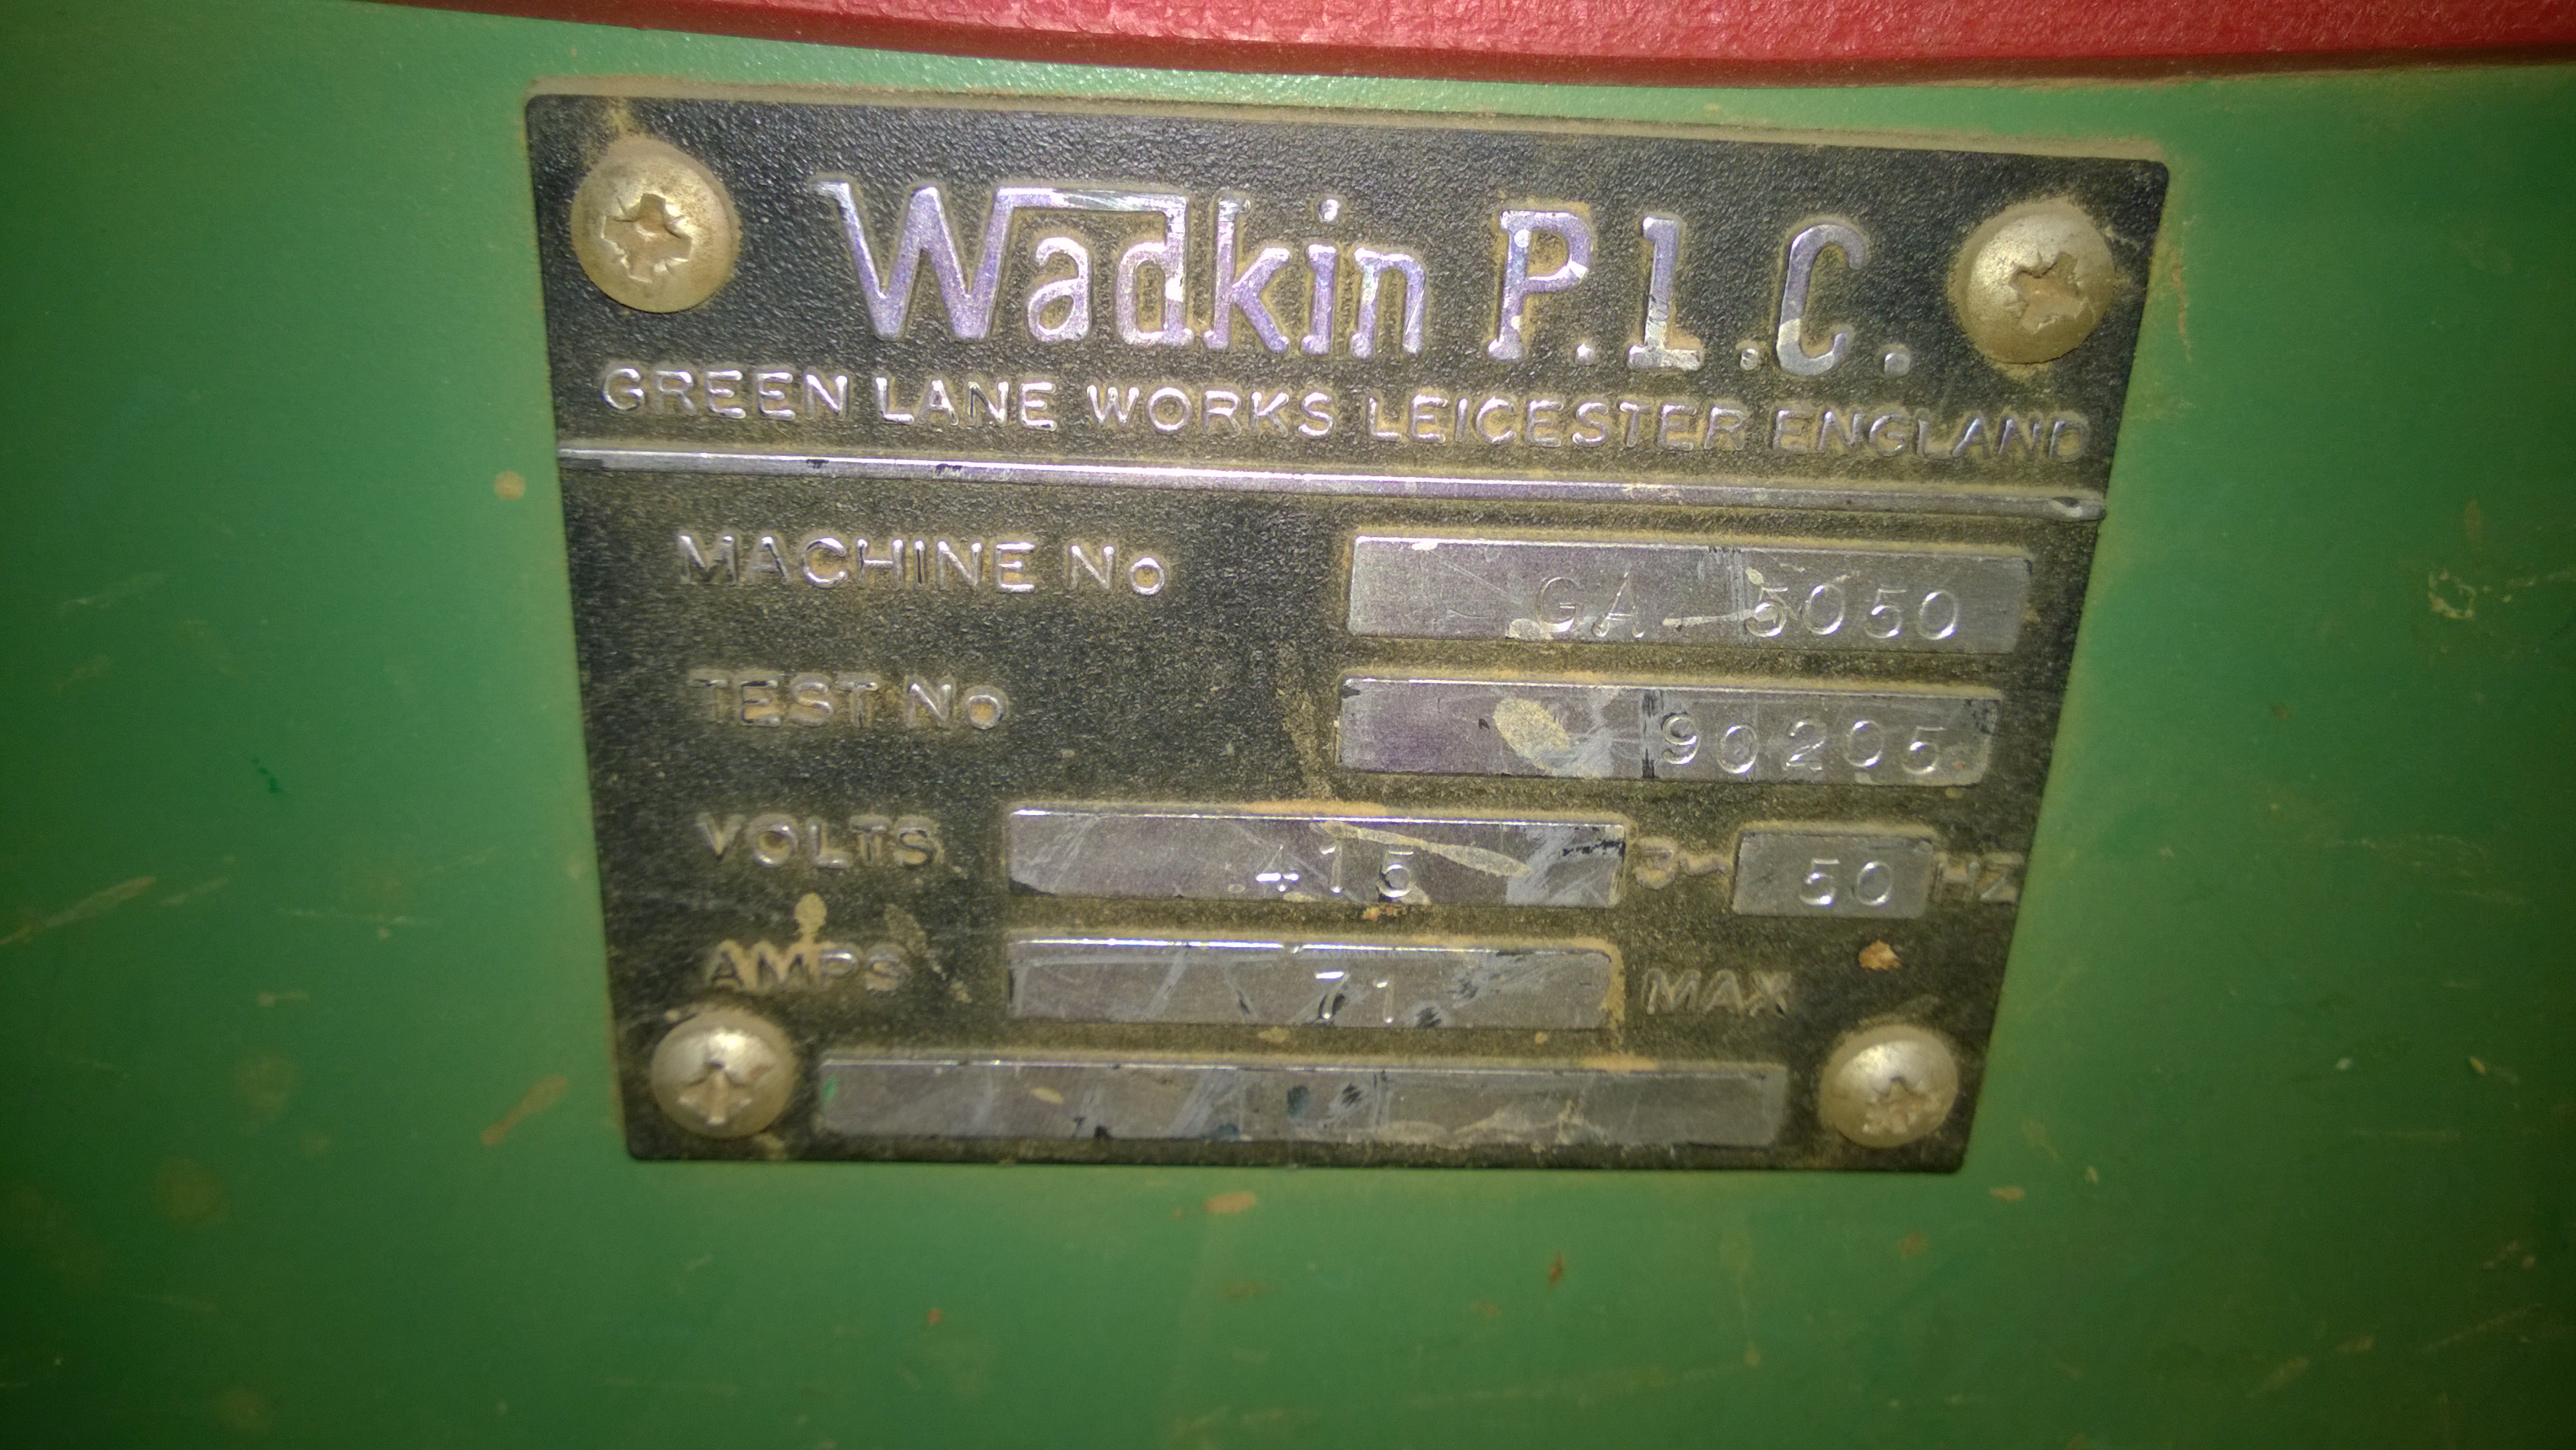 Wadkin P.L.C.
GREEN LANE WORKS LEICESTER ENGLAND
MACHINE No GA - 5050
TEST No 90205
VOLTS 415 3~ 50 HZ
AMPS 71 MAX